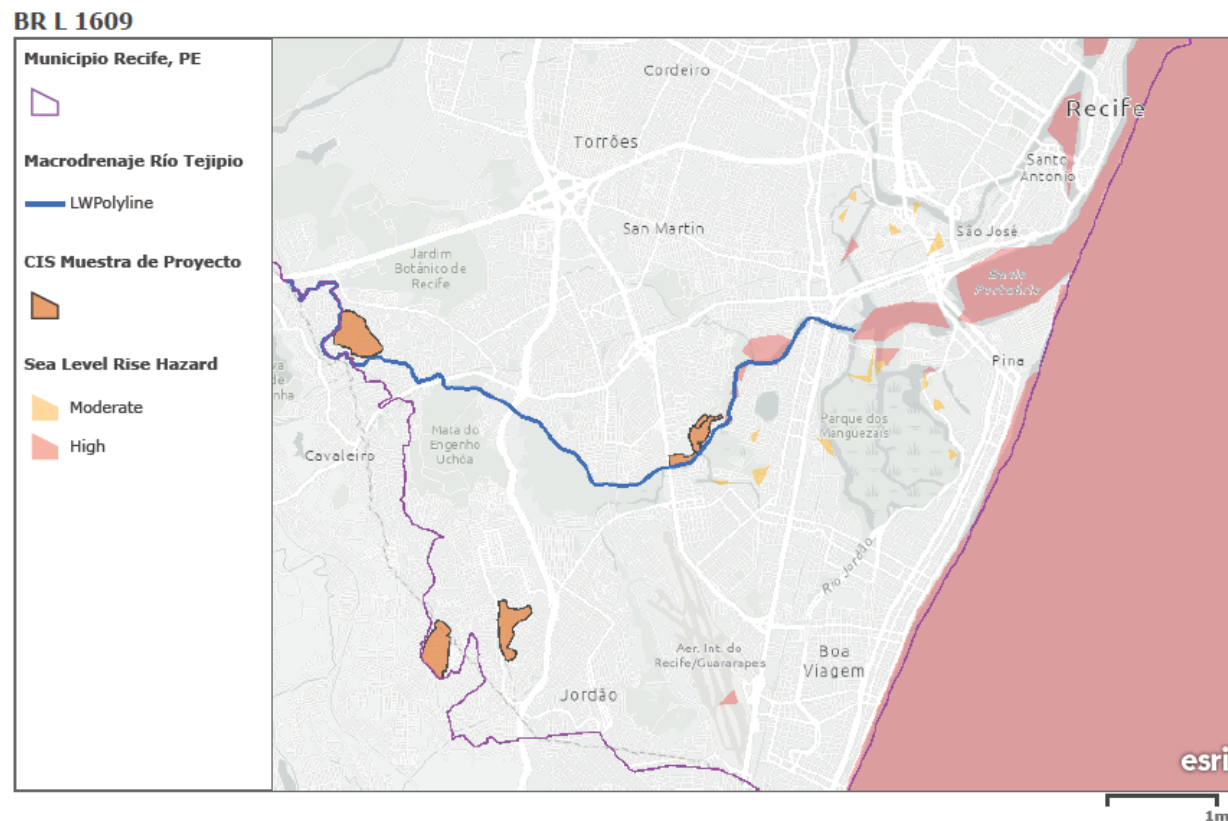 BR L 1609
Municipio Recife, PE
Macrodrenaje Río Tejipio
LWPolyline
CIS Muestra de Proyecto
Sea Level Rise Hazard
Moderate
High
Cordeiro
Recife
Torrões
Santo
Antonio
San Martin
São José
Jardim
Botânico de
Recife
Bacia
Portuária
Pina
Parque dos
Manguezais
Mata do
Engenho
Uchôa
Cavaleiro
Rio Jordão
Aer. Int. do
Recife/Guararapes
Boa
Viagem
Jordão
esri
1m